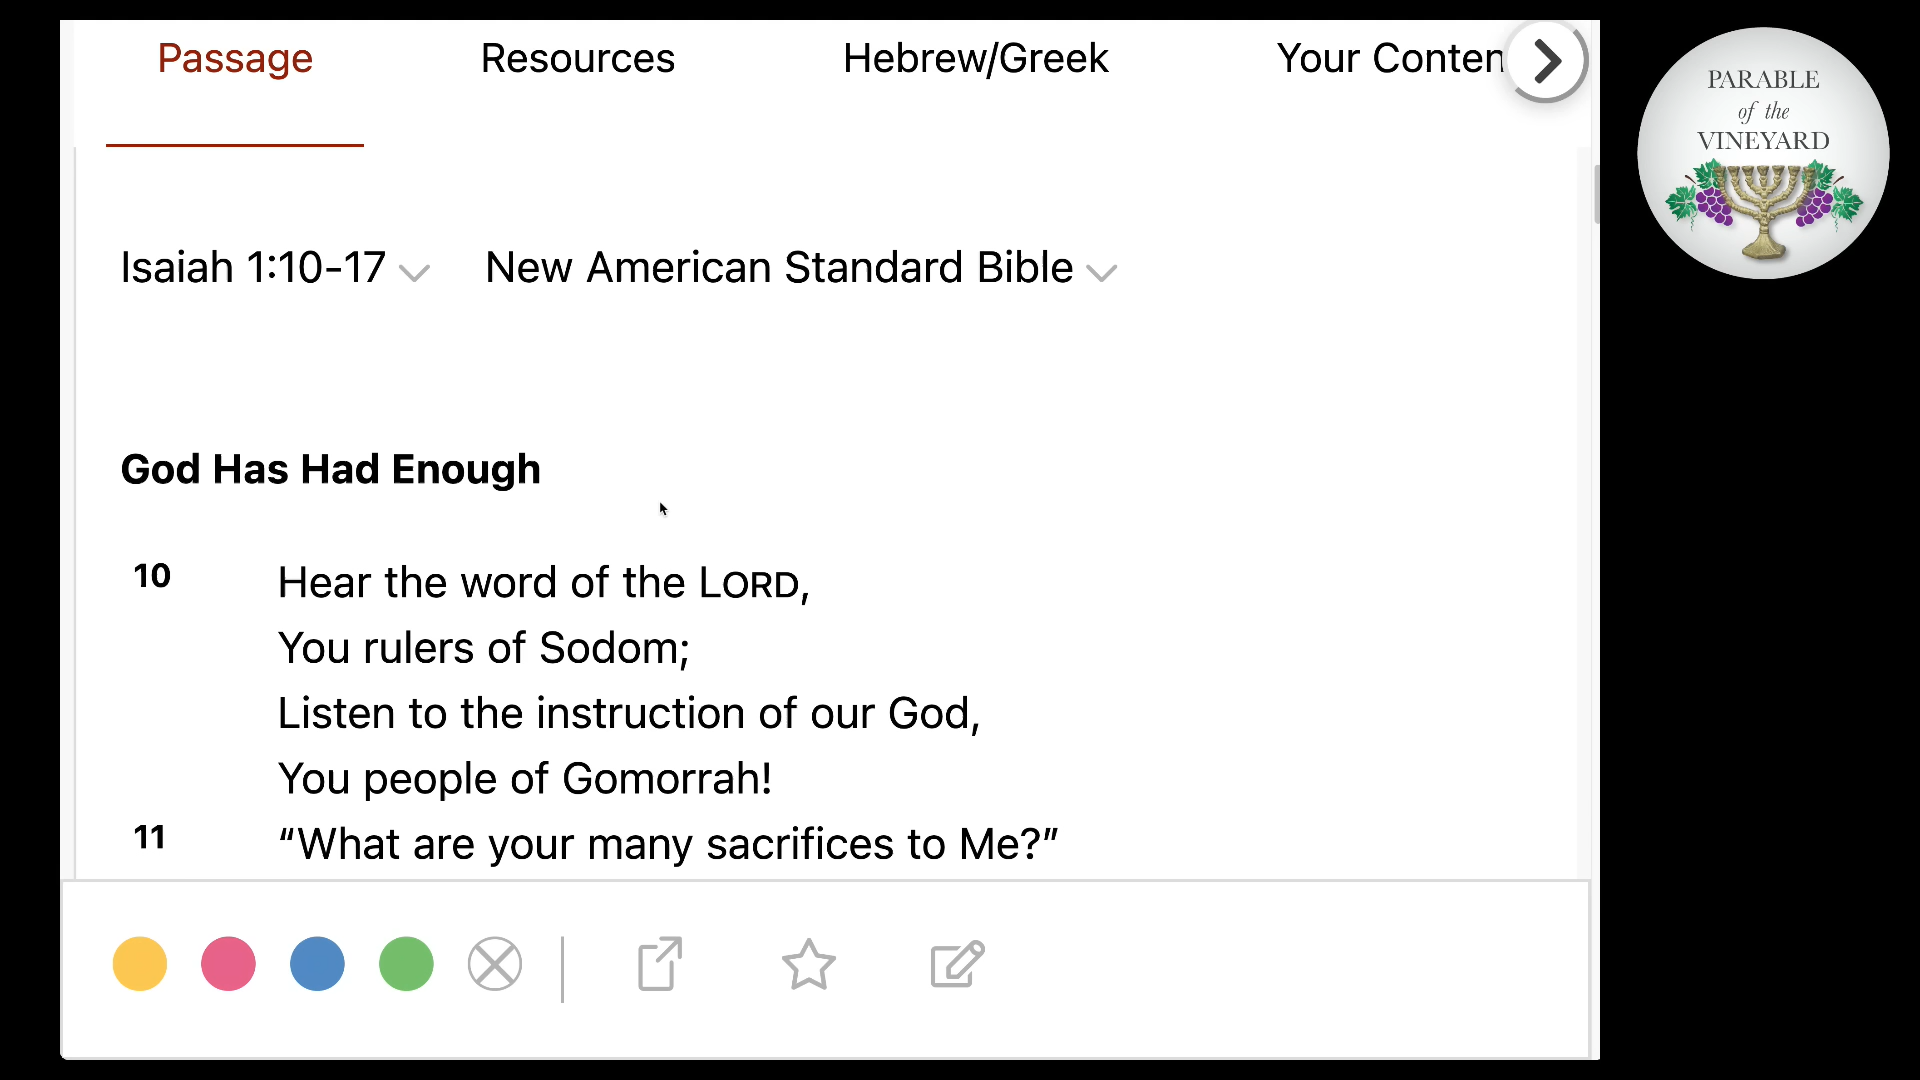 Passage Resources Hebrew/Greek Your Conten
PARABLE
of the
VINEYARD
Isaiah 1:10-17 New American Standard Bible
God Has Had Enough
10 Hear the word of the LORD,
You rulers of Sodom;
Listen to the instruction of our God,
You people of Gomorrah!
11 “What are your many sacrifices to Me?”